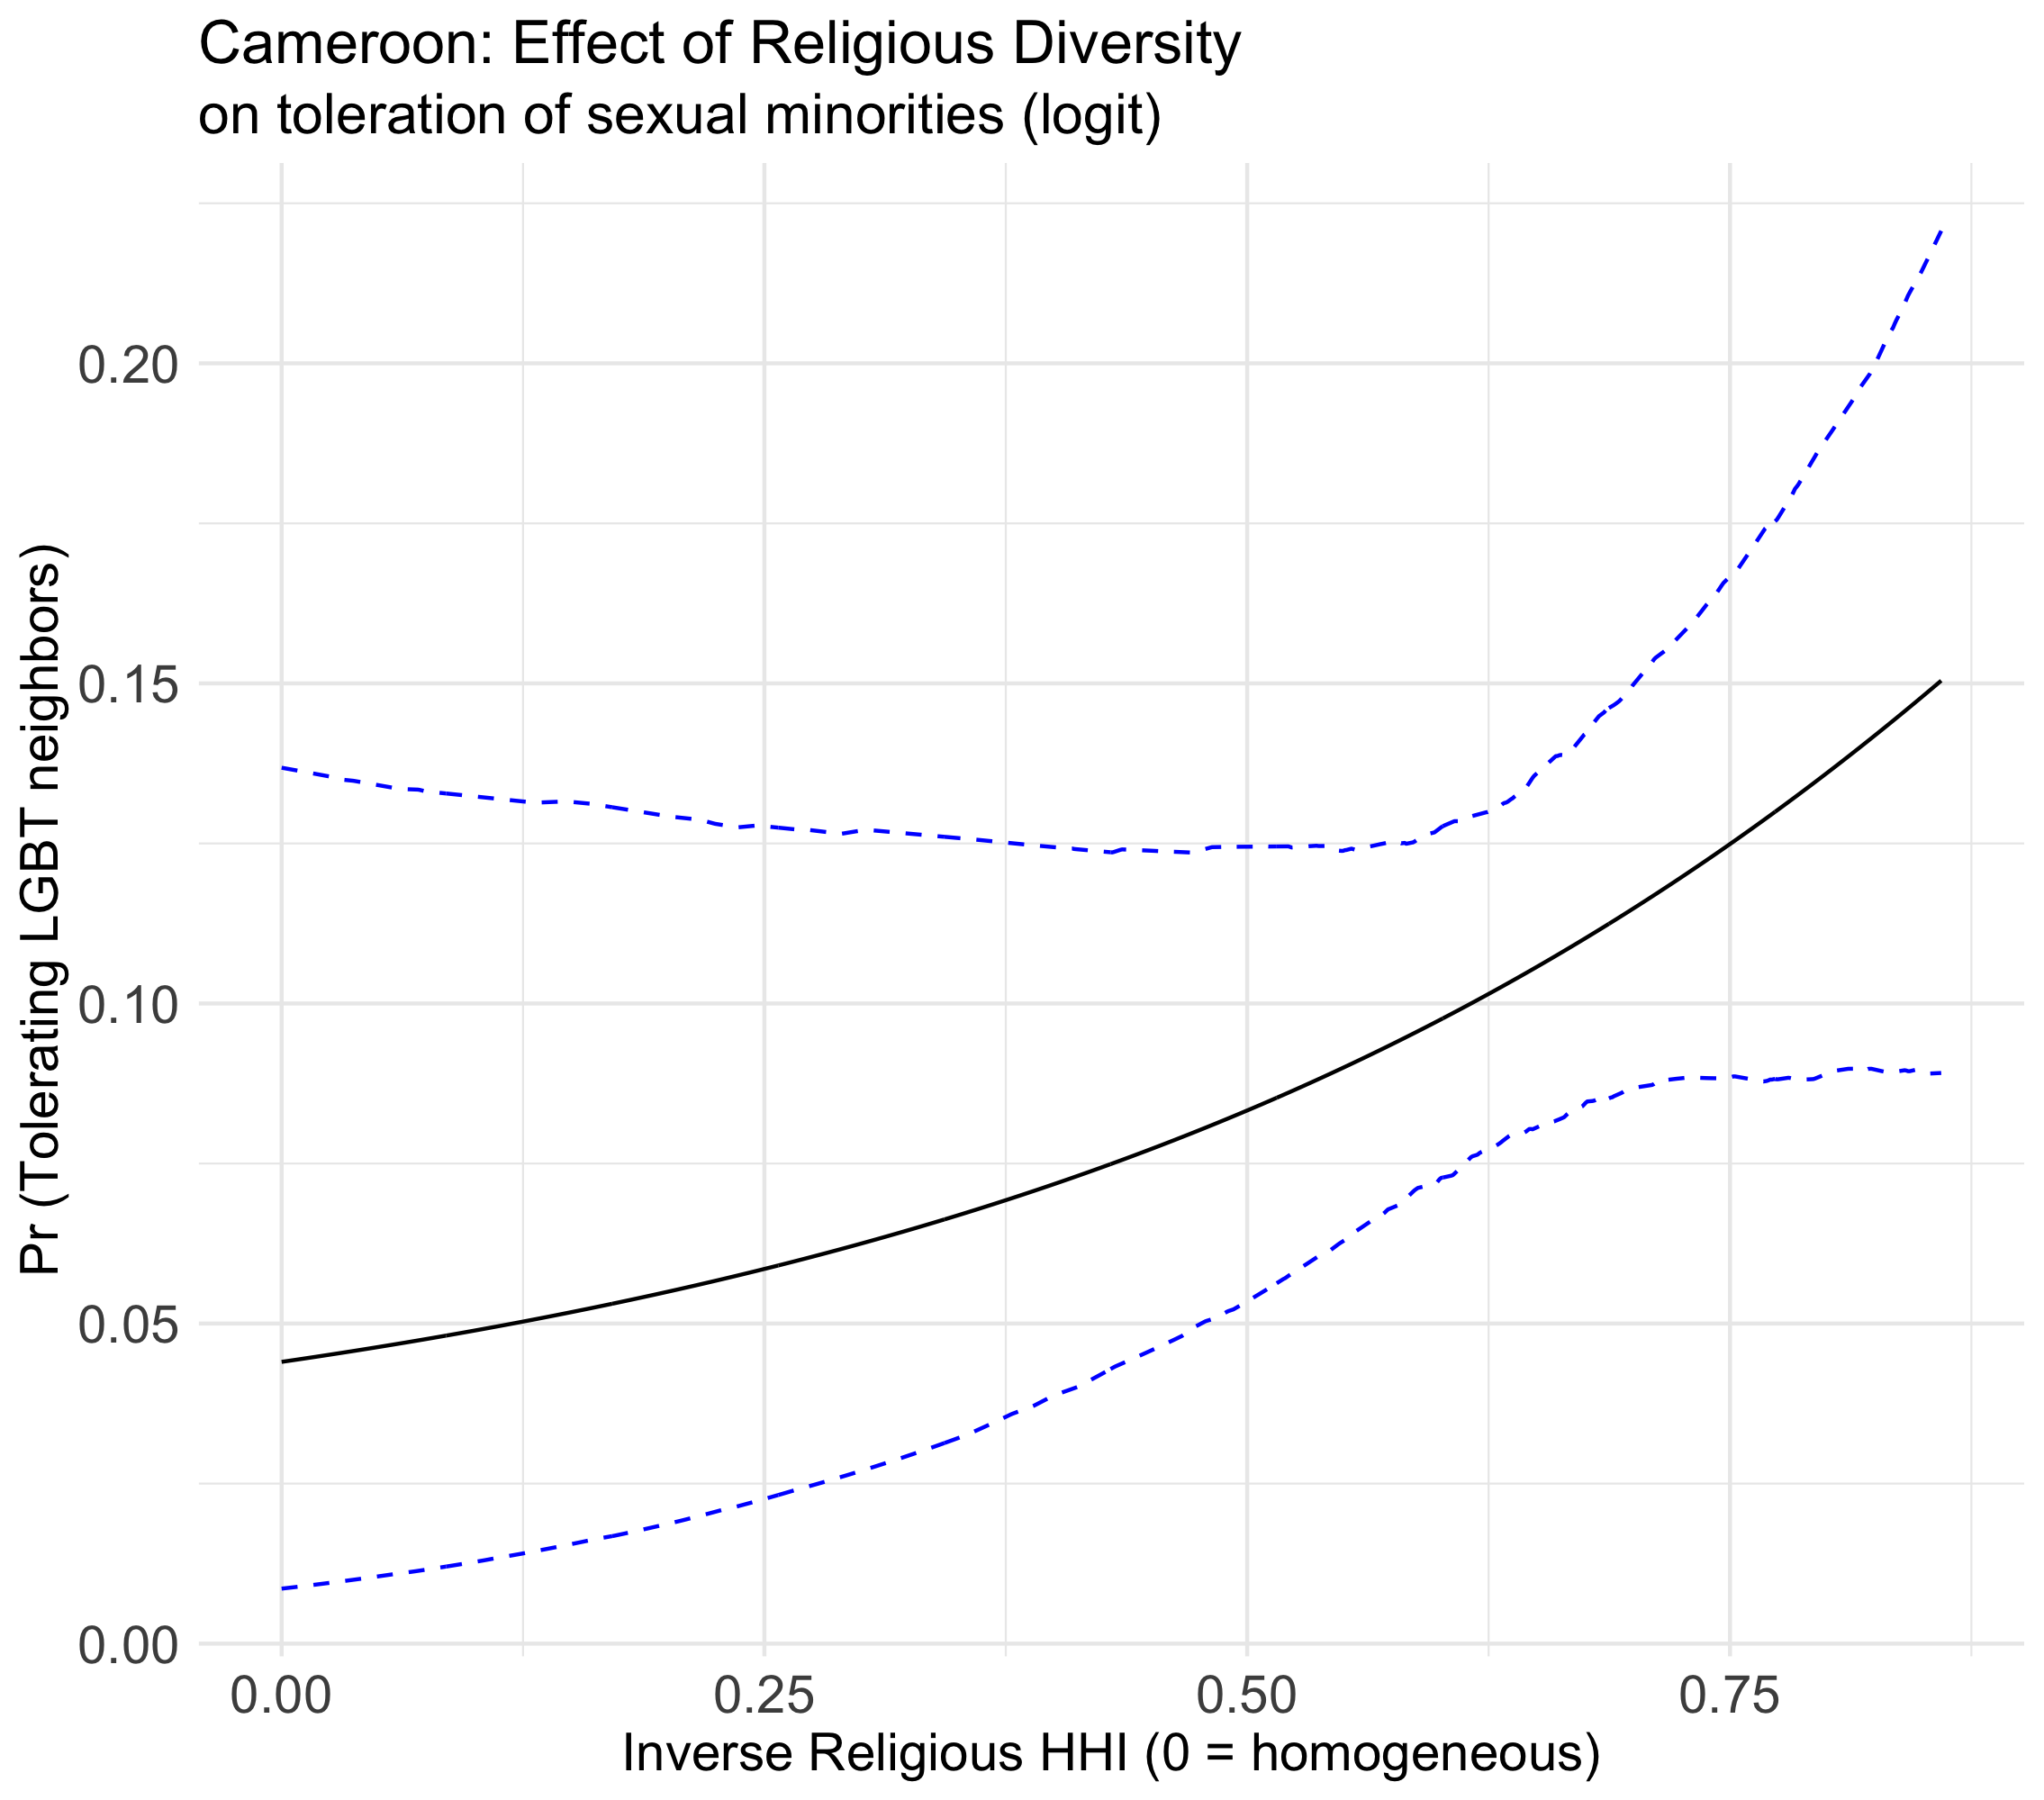 Cameroon: Effect of Religious Diversity
on toleration of sexual minorities (logit)
Pr (Tolerating LGBT neighbors)
0.20
0.15
0.10
0.05
0.00
0.00 0.25 0.50 0.75
Inverse Religious HHI (0 = homogeneous)